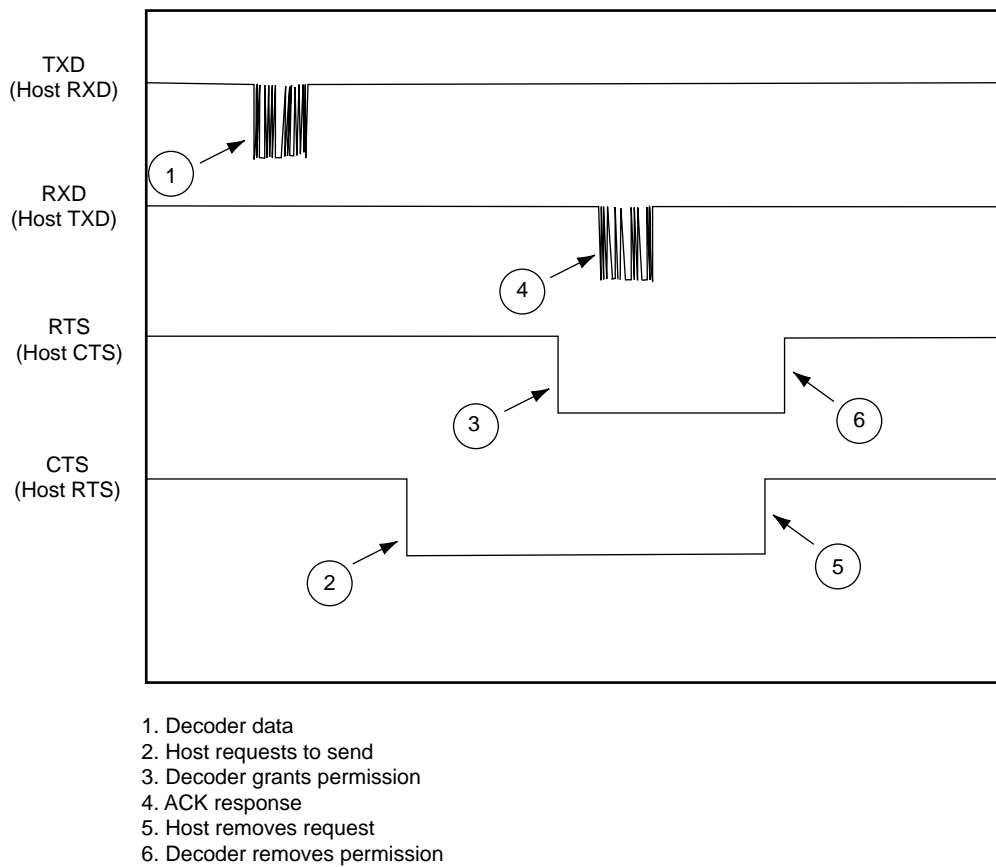 TXD
(Host RXD)
1
RXD
(Host TXD)
4
RTS
(Host CTS)
3
6
CTS
(Host RTS)
2
5
1. Decoder data
2. Host requests to send
3. Decoder grants permission
4. ACK response
5. Host removes request
6. Decoder removes permission